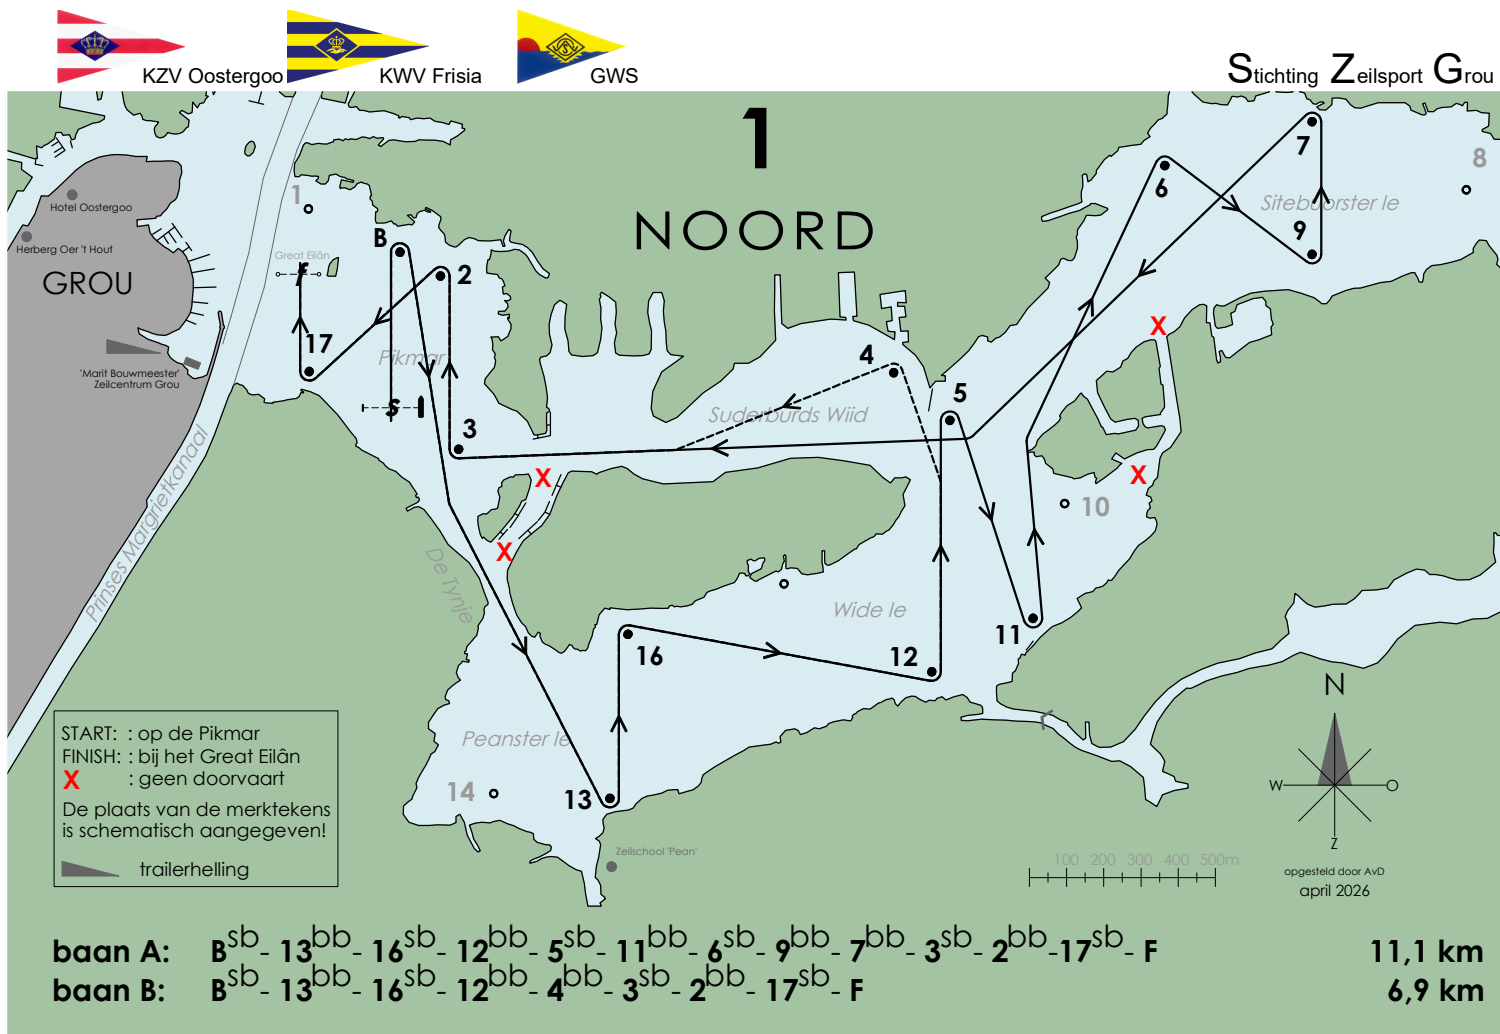 KZV Oostergoo
KWV Frisia
GWS
Stichting Zeilsport Grou
1
NOORD
1
Hotel Oostergoo
Herberg Oer 't Hout
GROU
Great Eilân
f
B
2
17
Pikmar
'Marit Bouwmeester'
Zeilcentrum Grou
S
3
4
Suderburds Wiid
5
6
7
8
Sitebuorster Ie
9
X
X
X
X
10
Prinses Margrietkanaal
De Tynje
Wide Ie
11
12
16
Peanster Ie
13
14
Zeilschool 'Pean'
START: : op de Pikmar
FINISH: : bij het Great Eilân
X : geen doorvaart
De plaats van de merktekens
is schematisch aangegeven!
trailerhelling
N
W O
Z
100 200 300 400 500m
opgesteld door AvD
april 2026
baan A: Bsb- 13bb- 16sb- 12bb- 5sb- 11bb- 6sb- 9bb- 7bb- 3sb- 2bb-17sb- F 11,1 km
baan B: Bsb- 13bb- 16sb- 12bb- 4bb- 3sb- 2bb- 17sb- F 6,9 km